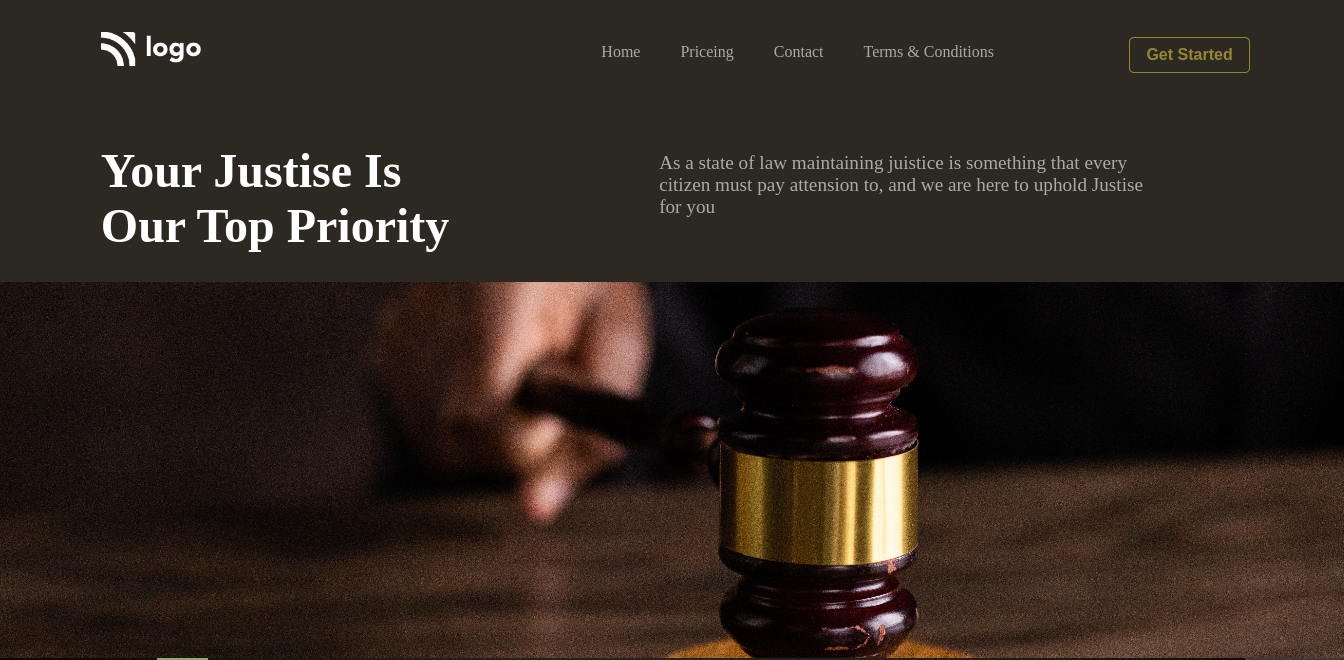 logo
Home
Priceing
Contact
Terms & Conditions
Get Started
Your Justise Is
Our Top Priority
As a state of law maintaining juistice is something that every
citizen must pay attension to, and we are here to uphold Justise
for you